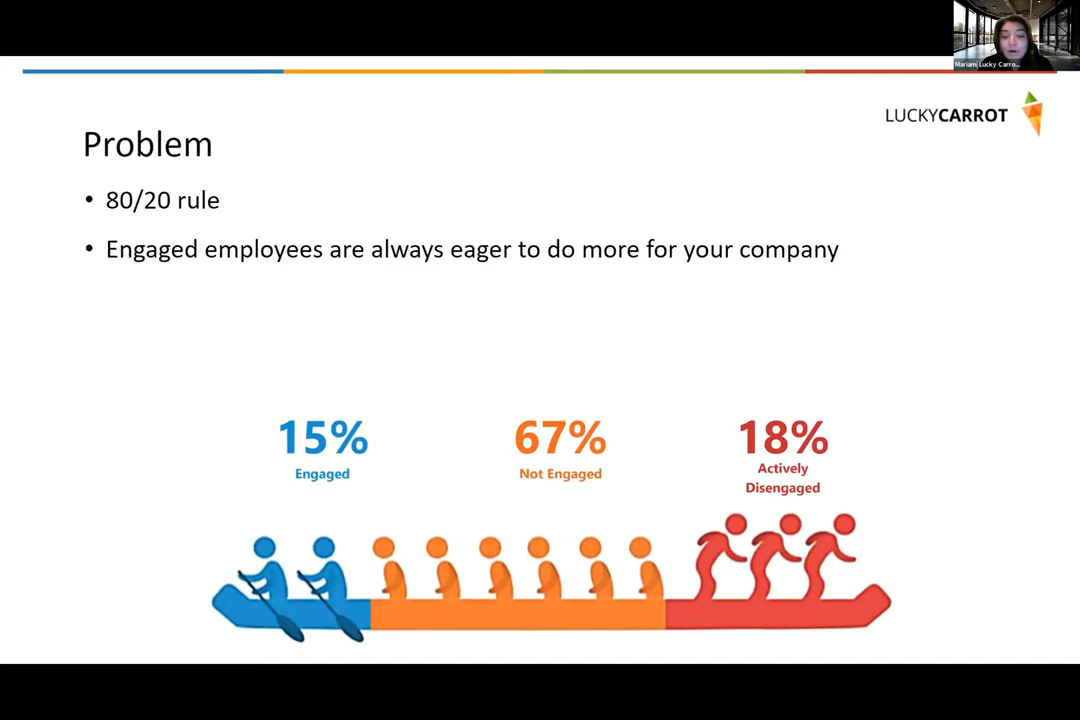 Mariam| Lucky Carro...
LUCKYCARROT
Problem
• 80/20 rule
• Engaged employees are always eager to do more for your company
15%
Engaged
67%
Not Engaged
18%
Actively
Disengaged